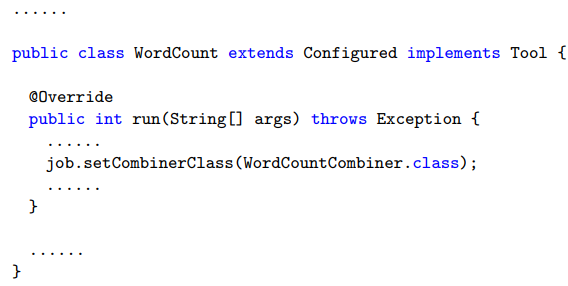 ......
public class WordCount extends Configured implements Tool {
@Override
public int run(String[] args) throws Exception {
......
job.setCombinerClass(WordCountCombiner.class);
......
}
......
}